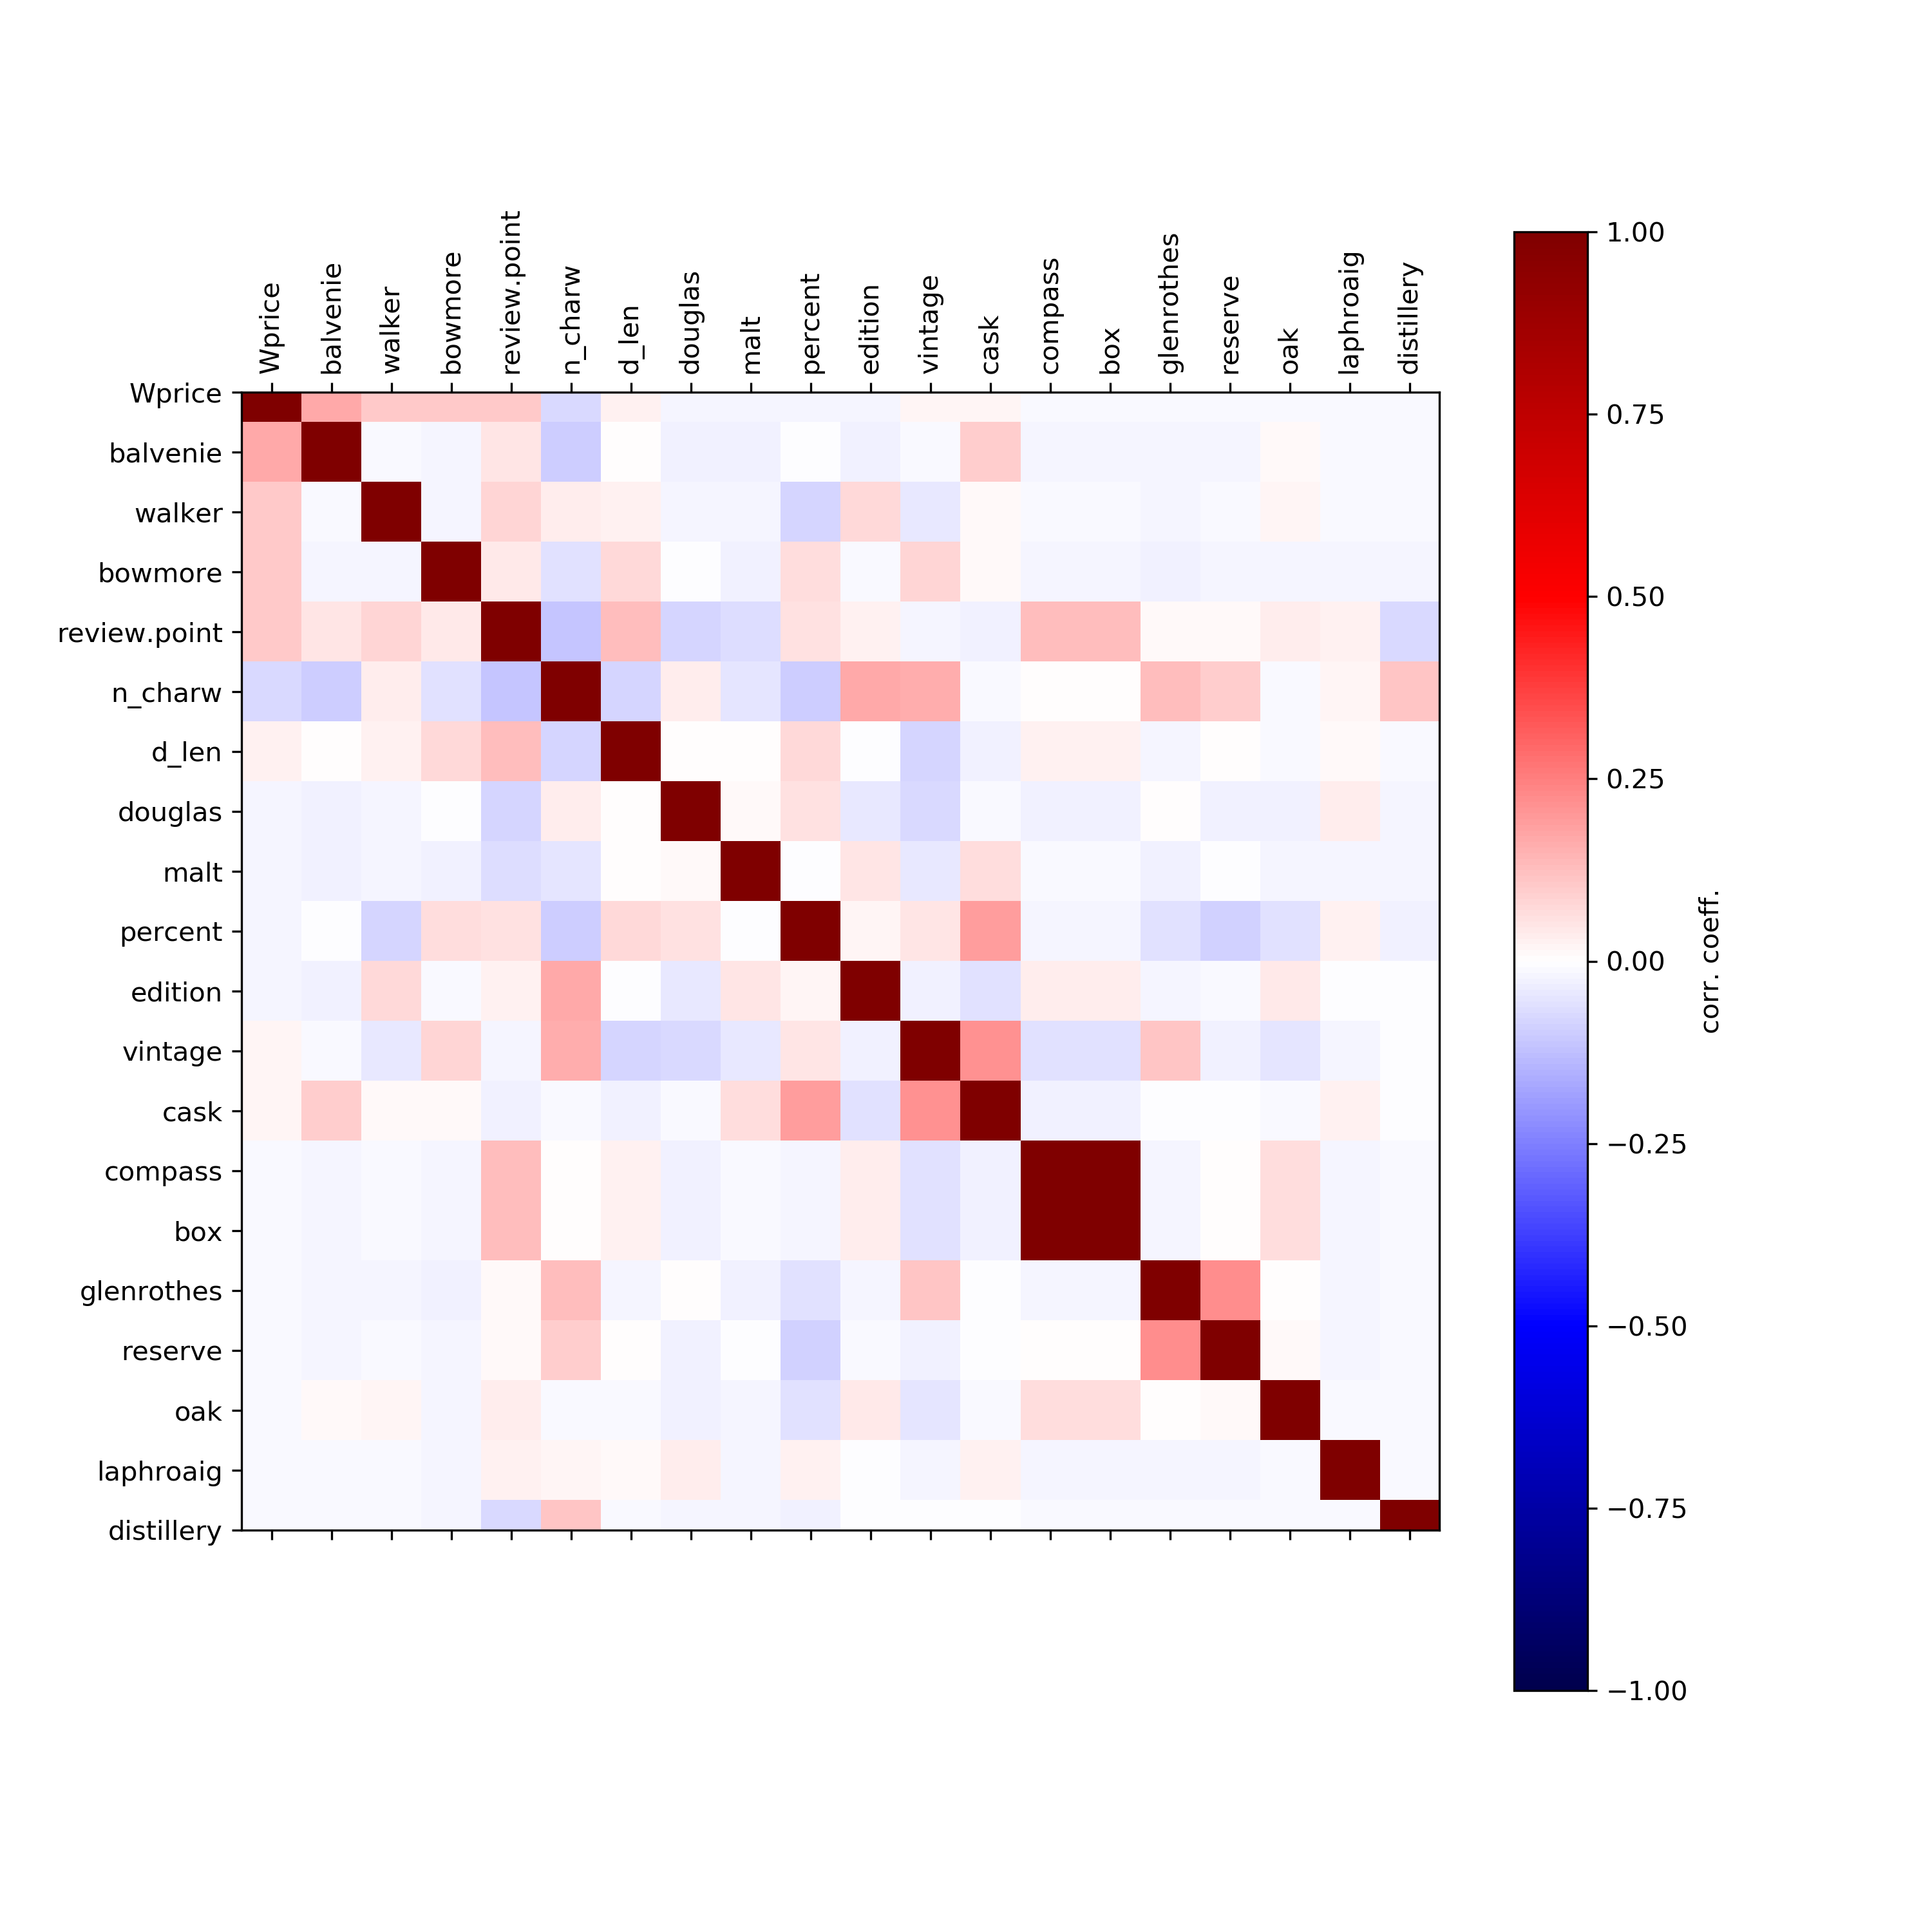 Wprice
balvenie
walker
bowmore
review.point
n_charw
d_len
douglas
malt
percent
edition
vintage
cask
compass
box
glenrothes
reserve
oak
laphroaig
distillery
Wprice
balvenie
walker
bowmore
review.point
n_charw
d_len
douglas
malt
percent
edition
vintage
cask
compass
box
glenrothes
reserve
oak
laphroaig
distillery
1.00
0.75
0.50
0.25
0.00
−0.25
−0.50
−0.75
−1.00
corr. coeff.